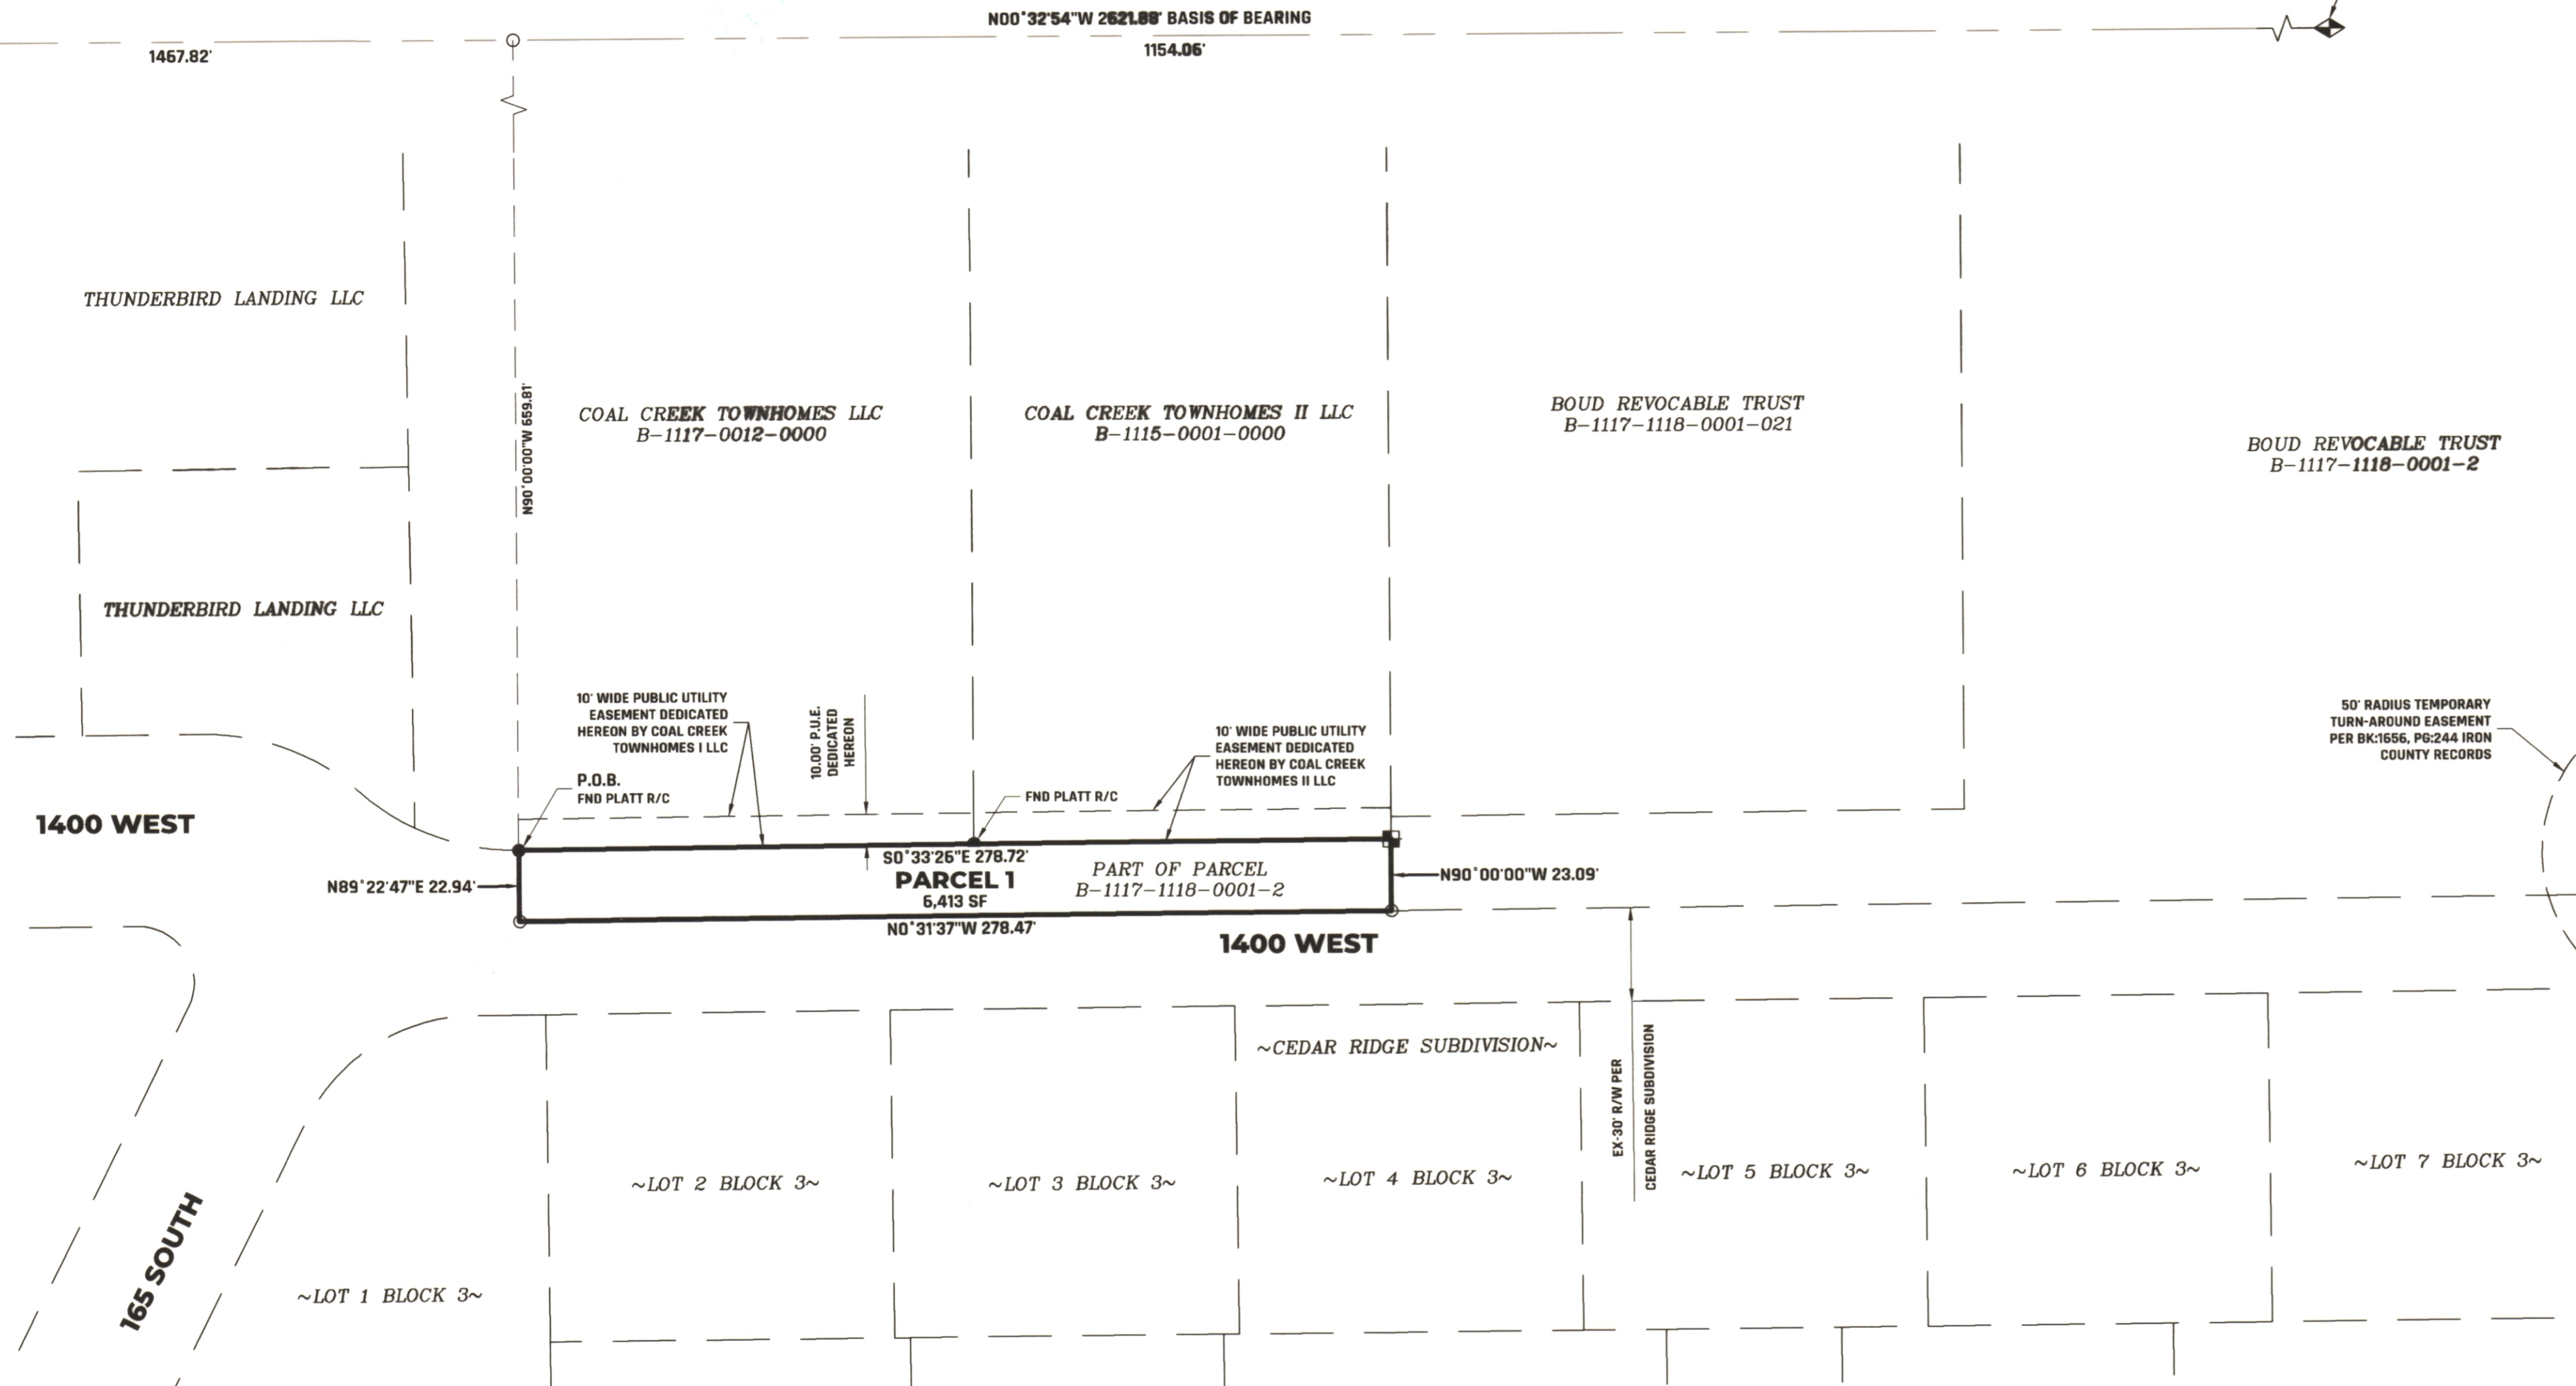 N00°32'54"W 2621.88' BASIS OF BEARING
1467.82'
1154.06'
THUNDERBIRD LANDING LLC
N90°00'00"W 659.81'
COAL CREEK TOWNHOMES LLC
B-1117-0012-0000
COAL CREEK TOWNHOMES II LLC
B-1115-0001-0000
BOUD REVOCABLE TRUST
B-1117-1118-0001-021
BOUD REVOCABLE TRUST
B-1117-1118-0001-2
THUNDERBIRD LANDING LLC
10' WIDE PUBLIC UTILITY
EASEMENT DEDICATED
HEREON BY COAL CREEK
TOWNHOMES I LLC
10.00' P.U.E.
DEDICATED
HEREON
10' WIDE PUBLIC UTILITY
EASEMENT DEDICATED
HEREON BY COAL CREEK
TOWNHOMES II LLC
50' RADIUS TEMPORARY
TURN-AROUND EASEMENT
PER BK:1656, PG:244 IRON
COUNTY RECORDS
P.O.B.
FND PLATT R/C
FND PLATT R/C
1400 WEST
S0°33'26"E 278.72'
PARCEL 1
6,413 SF
PART OF PARCEL
B-1117-1118-0001-2
N89°22'47"E 22.94'
N90°00'00"W 23.09'
N0°31'37"W 278.47'
1400 WEST
~CEDAR RIDGE SUBDIVISION~
EX-30' R/W PER
CEDAR RIDGE SUBDIVISION
165 SOUTH
~LOT 1 BLOCK 3~
~LOT 2 BLOCK 3~
~LOT 3 BLOCK 3~
~LOT 4 BLOCK 3~
~LOT 5 BLOCK 3~
~LOT 6 BLOCK 3~
~LOT 7 BLOCK 3~